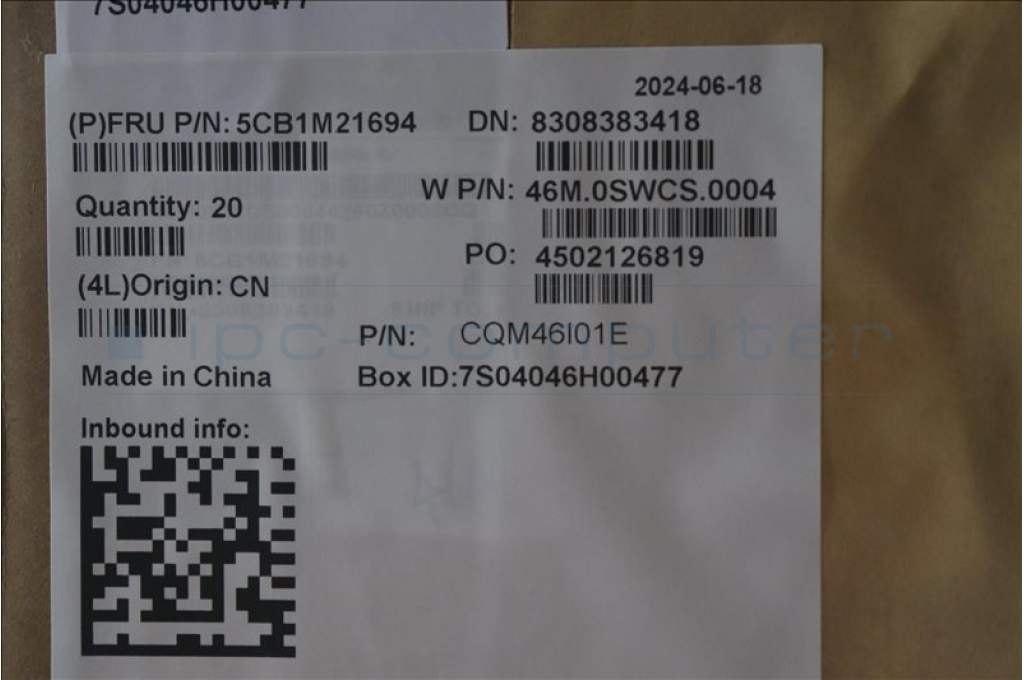 7S04046H00477
2024-06-18
(P)FRU P/N: 5CB1M21694 DN: 8308383418
W P/N: 46M.0SWCS.0004
Quantity: 20
PO: 4502126819
(4L)Origin: CN
P/N: CQM46I01E
ipc-computer
Made in China Box ID:7S04046H00477
Inbound info: